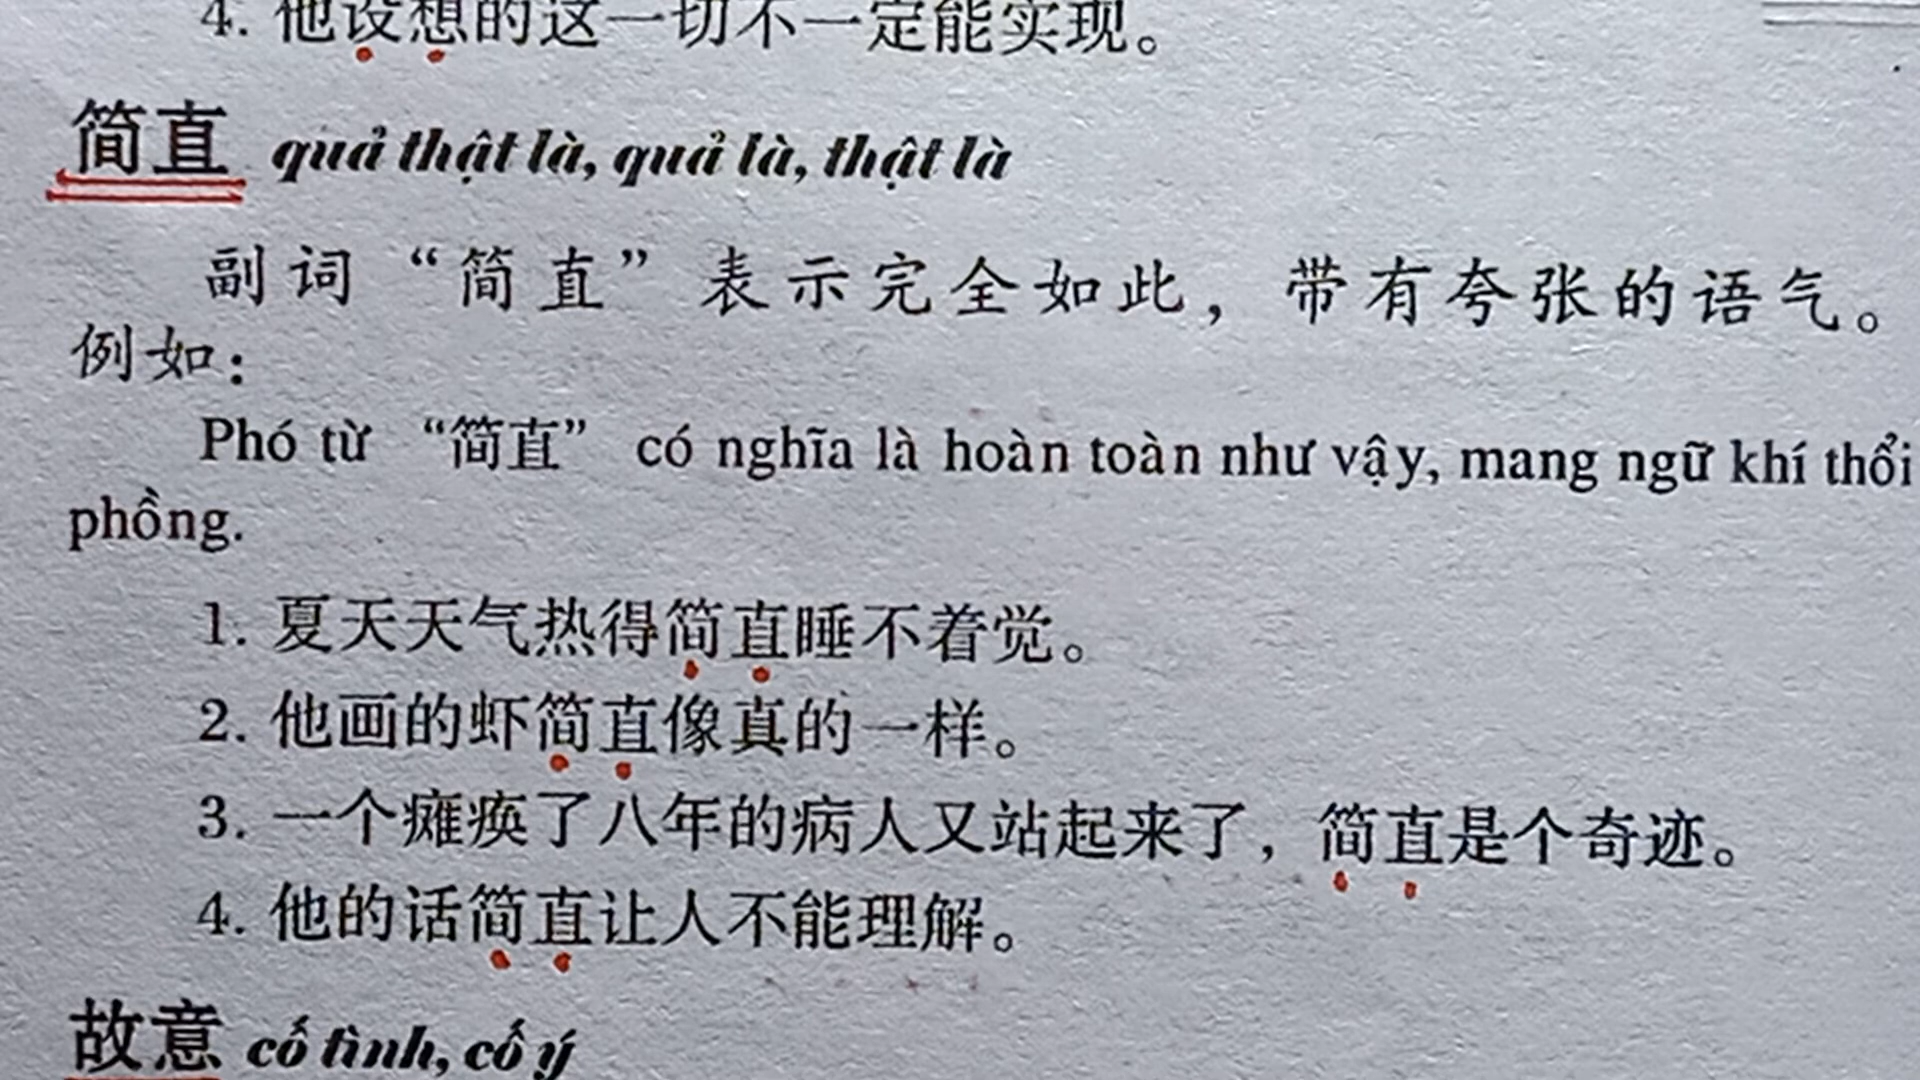 4. 他设想的这一切不一定能实现。
简直 quả thật là, quả là, thật là
副词“简直”表示完全如此，带有夸张的语气。
例如：
Phó từ “简直” có nghĩa là hoàn toàn như vậy, mang ngữ khí thổi
phồng.
1. 夏天天气热得简直睡不着觉。
2. 他画的虾简直像真的一样。
3. 一个瘫痪了八年的病人又站起来了，简直是个奇迹。
4. 他的话简直让人不能理解。
故意 cố tình, cố ý